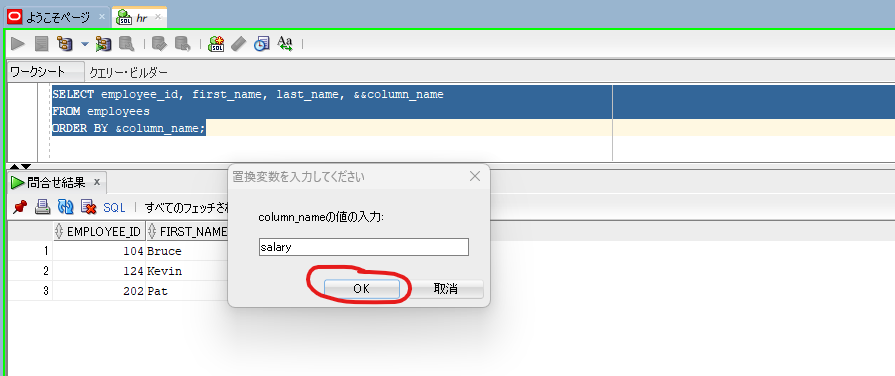 ようこそページ
hr
ワークシート クエリー・ビルダー
SELECT employee_id, first_name, last_name, &&column_name
FROM employees
ORDER BY &column_name;
置換変数を入力してください
column_nameの値の入力:
salary
OK 取消
問合せ結果 x
SQL | すべてのフェッチされ
EMPLOYEE_ID FIRST_NAME
1 104 Bruce
2 124 Kevin
3 202 Pat